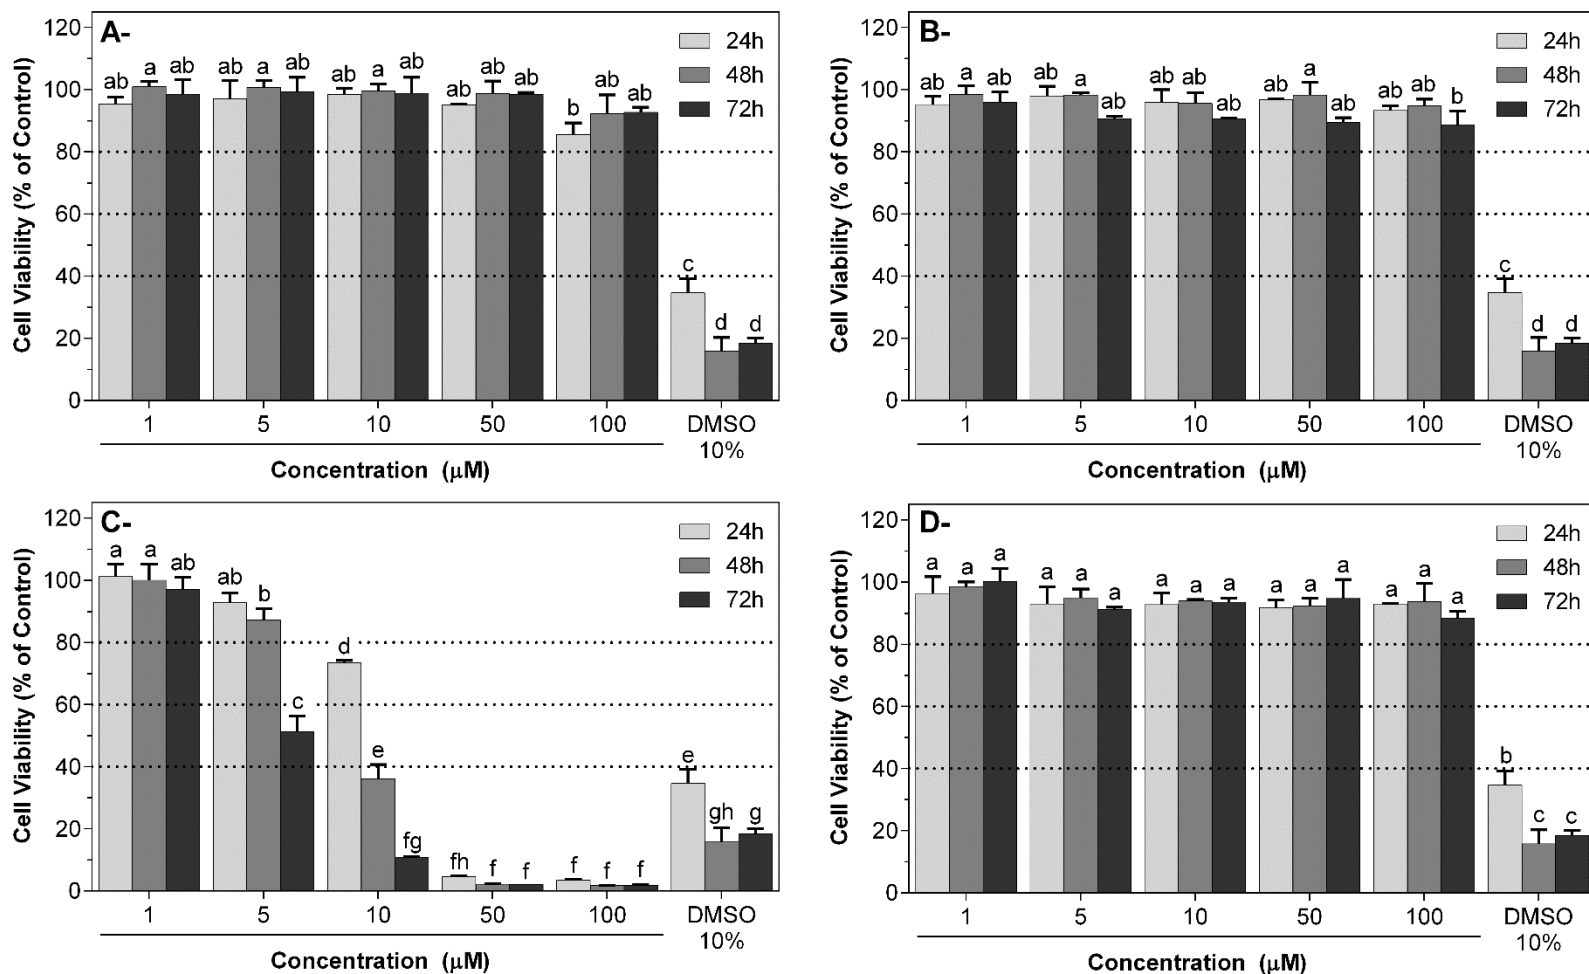 A-
24h
48h
72h
Cell Viability (% of Control)
120
100
80
60
40
20
0
ab a ab ab a ab ab a ab ab ab ab b ab ab c d d
1 5 10 50 100 DMSO
10%
Concentration (μM)
B-
24h
48h
72h
Cell Viability (% of Control)
120
100
80
60
40
20
0
ab a ab ab a ab ab ab ab ab a ab ab ab b c d d
1 5 10 50 100 DMSO
10%
Concentration (μM)
C-
24h
48h
72h
Cell Viability (% of Control)
120
100
80
60
40
20
0
a a ab ab b c d e fg fh f f f f f e gh g
1 5 10 50 100 DMSO
10%
Concentration (μM)
D-
24h
48h
72h
Cell Viability (% of Control)
120
100
80
60
40
20
0
a a a a a a a a a a a a a a a b c c
1 5 10 50 100 DMSO
10%
Concentration (μM)